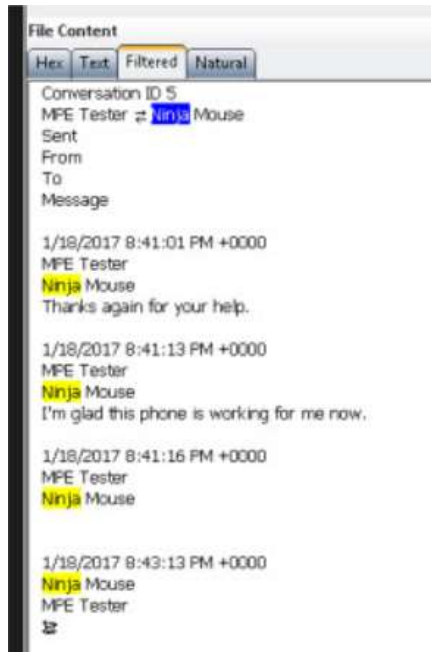 File Content
Hex Text Filtered Natural
Conversation ID 5
MPE Tester ⇄ Ninja Mouse
Sent
From
To
Message
1/18/2017 8:41:01 PM +0000
MPE Tester
Ninja Mouse
Thanks again for your help.
1/18/2017 8:41:13 PM +0000
MPE Tester
Ninja Mouse
I'm glad this phone is working for me now.
1/18/2017 8:41:16 PM +0000
MPE Tester
Ninja Mouse
1/18/2017 8:43:13 PM +0000
Ninja Mouse
MPE Tester